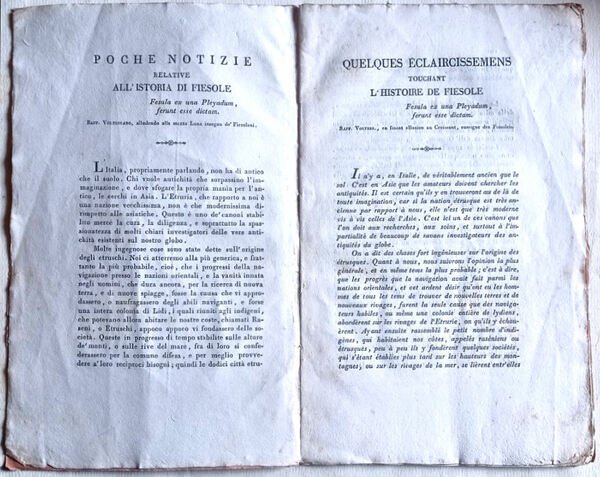 POCHE NOTIZIE
RELATIVE
ALL'ISTORIA DI FIESOLE
Fesula ex una Pleyadum,
ferunt esse dictam.
RAFF. VOLTERRANO, alludendo alla mezza Luna insegna de' Fiesolani.
L'Italia, propriamente parlando, non ha di antico
che il suolo. Chi vuole antichità che sorpassino l'im-
maginazione, e dove sfogare la propria mania per l'an-
tico, le cerchi in Asia. L'Etruria, che rapporto a noi è
una nazione vecchissima, non è che modernissima di-
rimpetto alle asiatiche. Questo è uno de' canoni stabi-
lino mercè la cura, la diligenza, e soprattutto la spas-
sionatezza di molti chiari investigatori delle vere anti-
chità esistenti sul nostro globo.
Molte ingegnose cose sono state dette sull'origine
degli etruschi. Noi ci atterremo alla più generica, e frat-
tanto la più probabile, cioè, che i progressi della na-
vigazione presso le nazioni orientali, e la vanità innata
negli uomini, che dura ancora, per la ricerca di nuova
terra, e di nuove spiagge, fosse la causa che vi appro-
dassero, o naufragassero degli abili naviganti, e forse
una intera colonia di Lidi, i quali riuniti agli indigeni,
che potevano allora abitare le nostre coste, chiamati Ra-
seni, o Etruschi, appoco appuco vi fondassero delle so-
cietà. Queste in progresso di tempo stabilite sulle alture
de' monti, o sulle rive del mare, fra di loro si confe-
derassero per la comune difesa, e per meglio provve-
dere a' loro reciproci bisogni; quindi le dodici città etru-
QUELQUES ÉCLAIRCISSEMENS
TOUCHANT
L'HISTOIRE DE FIESOLE
Fesula ex una Pleyadum,
ferunt esse dictam.
RAFF. VOLTERR. en faisant allusion au Croissant, enseigne des Fiesolains.
Il n'y a, en Italie, de véritablement ancien que le
sol. C'est en Asie que les amateurs doivent chercher les
antiquités. Il est certain qu'ils y en trouveront au de là de
toute imagination, car si la nation étrusque est très an-
cienne par rapport à nous, elle n'est que très moderne
vis à vis celles de l'Asie. C'est ici un de ces canons que
l'on doit aux recherches, aux soins, et surtout à l'im-
partialité de beaucoup de savans investigateurs des an-
tiquités du globe.
On a dit des choses fort ingénieuses sur l'origine des
étrusques. Quant à nous, nous suivrons l'opinion la plus
générale, et en même tems la plus probable; c'est à dire,
que les progrès que la navigation avoit fait parmi les
nations orientales, et cet ardent désir qu'ont eu les hom-
mes de tous les tems de trouver de nouvelles terres et de
nouveaux rivages, furent la seule cause que des naviga-
teurs habiles, ou même une colonie entière de lydiens,
abordèrent sur les rivages de l'Etrurie, ou qu'ils y échou-
èrent. Ayant ensuite rassemblé le petit nombre d'indi-
gènes, qui habitoient nos côtes, appelés raséniens ou
étrusques, peu à peu ils y fondèrent quelques sociétés,
qui s'étant établies plus tard sur les hauteurs des mon-
tagnes, ou sur les rivages de la mer, se lièrent entr'elles